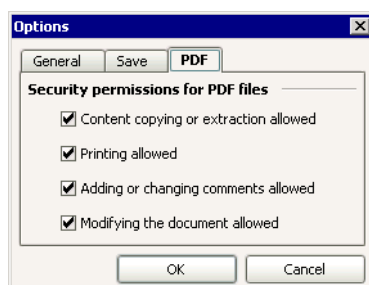 Options
General Save PDF
Security permissions for PDF files
Content copying or extraction allowed
Printing allowed
Adding or changing comments allowed
Modifying the document allowed
OK Cancel